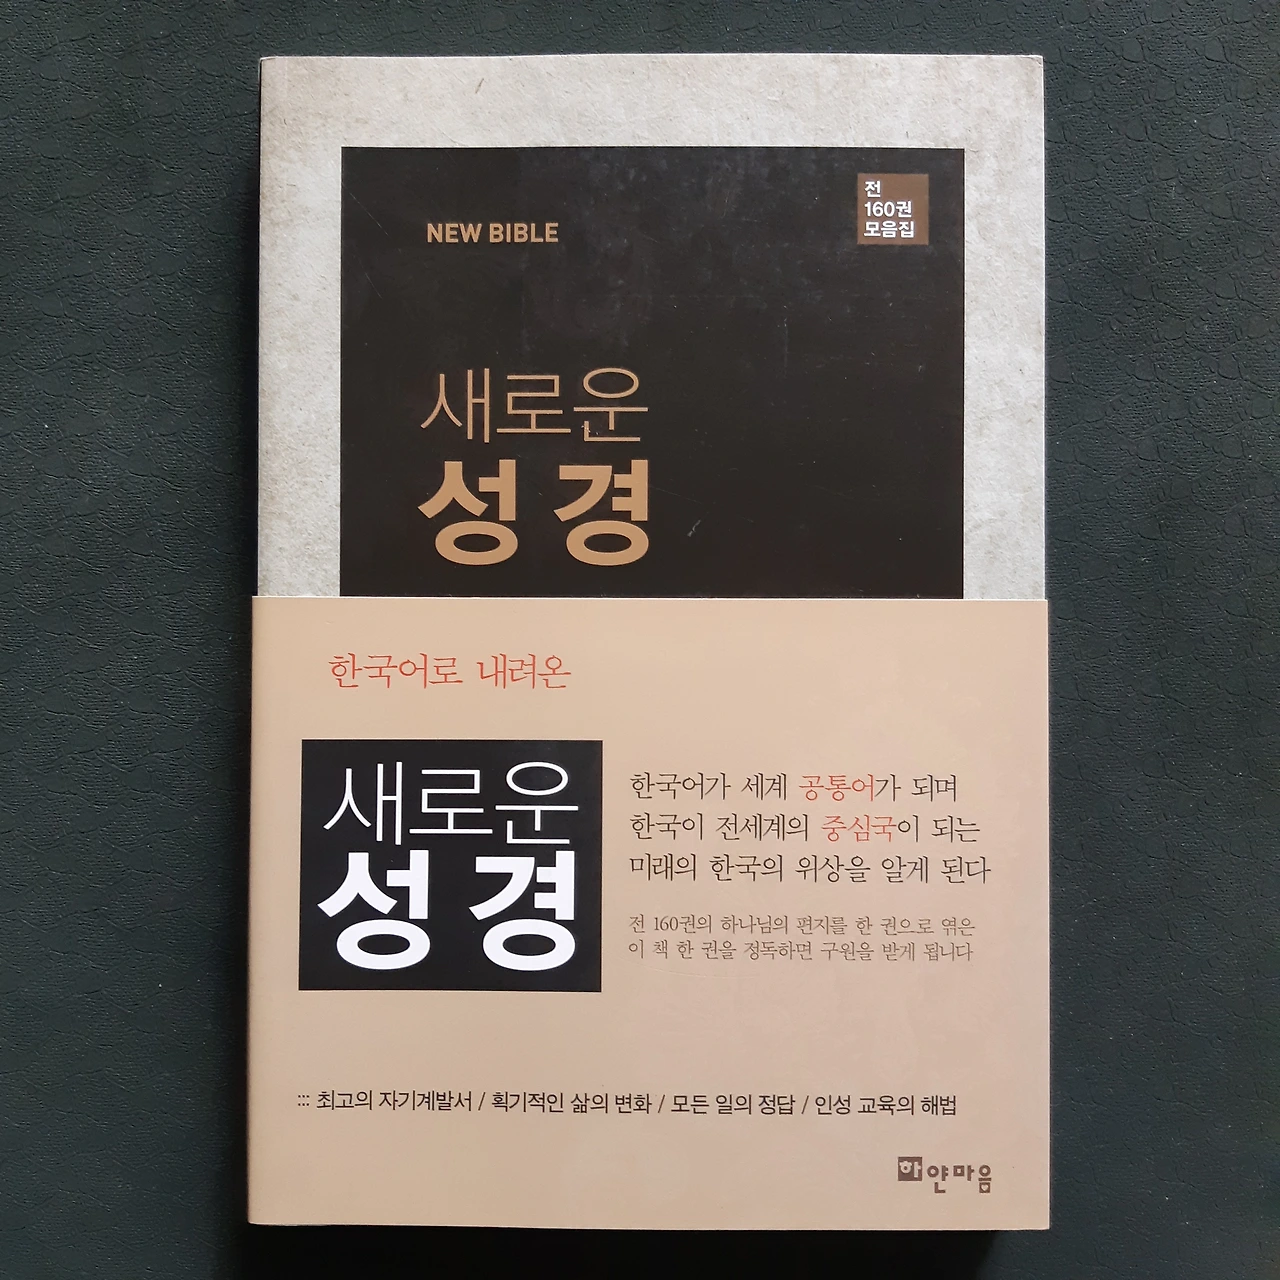 전
160권
모음집
NEW BIBLE
새로운
성경
한국어로 내려온
새로운
성경
한국어가 세계 공통어가 되며
한국이 전세계의 중심국이 되는
미래의 한국의 위상을 알게 된다
전 160권의 하나님의 편지를 한 권으로 엮은
이 책 한 권을 정독하면 구원을 받게 됩니다
::: 최고의 자기계발서 / 획기적인 삶의 변화 / 모든 일의 정답 / 인성 교육의 해법
하얀마음